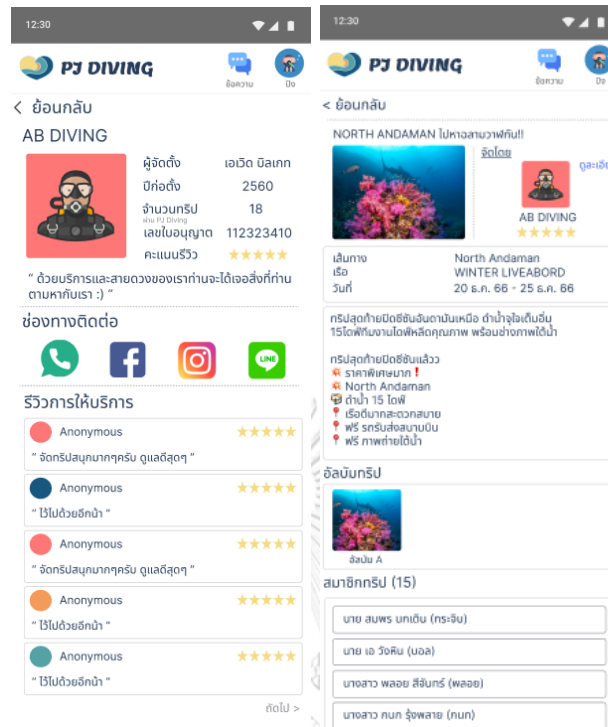 12:30
PJ DIVING
ข้อความ
ปิง
< ย้อนกลับ
AB DIVING
ผู้จัดตั้ง เอเวิด บิลเกท
ปีก่อตั้ง 2560
จำนวนทริป 18
ผ่าน PJ Diving
เลขใบอนุญาต 112323410
คะแนนรีวิว
“ ด้วยบริการและสายดวงของเราท่านจะได้เจอสิ่งที่ท่าน
ตามหากับเรา :) “
ช่องทางติดต่อ
LINE
รีวิวการให้บริการ
Anonymous
“ จัดทริปสนุกมากๆครับ ดูแลดีสุดๆ “
Anonymous
“ ไว้ไปด้วยอีกน้า “
Anonymous
“ จัดทริปสนุกมากๆครับ ดูแลดีสุดๆ “
Anonymous
“ ไว้ไปด้วยอีกน้า “
Anonymous
“ ไว้ไปด้วยอีกน้า “
ถัดไป >
12:30
PJ DIVING
ข้อความ
ปิง
< ย้อนกลับ
NORTH ANDAMAN ไปหาฉลามวาฬกัน!!
จัดโดย
AB DIVING
เส้นทาง North Andaman
เรือ WINTER LIVEABORD
วันที่ 20 ธ.ค. 66 - 25 ธ.ค. 66
ทริปสุดท้ายปิดซีซันอันดามันเหนือ ดำน้ำจุใจเต็มอิ่ม
15ไดฟ์ทีมงานไดฟ์หลีดคุณภาพ พร้อมช่างภาพใต้น้ำ
ทริปสุดท้ายปิดซีซันแล้วว
ราคาพิเศษมาก❗
North Andaman
ดำน้ำ 15 ไดฟ์
เรือดีมากสะดวกสบาย
ฟรี รถรับส่งสนามบิน
ฟรี ภาพถ่ายใต้น้ำ
อัลบัมทริป
อัลบัม A
สมาชิกทริป (15)
นาย สมพร นกเดิน (กระจิบ)
นาย เอ วังหิน (บอล)
นางสาว พลอย สีจันทร์ (พลอย)
นางสาว กนก รุ้งพลาย (กนก)